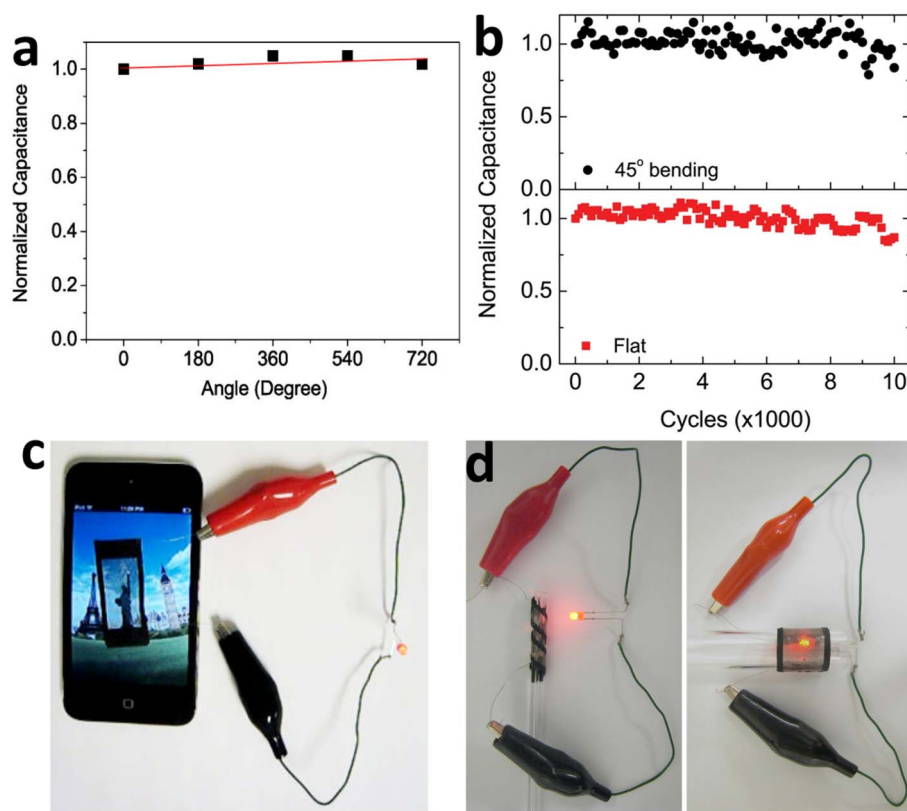 a
Normalized Capacitance
1.0
0.8
0.6
0.4
0.2
0.0
0
180
360
540
720
Angle (Degree)
b
Normalized Capacitance
1.0
0.5
0.0
45° bending
1.0
0.5
0.0
Flat
0
2
4
6
8
10
Cycles (x1000)
c
d